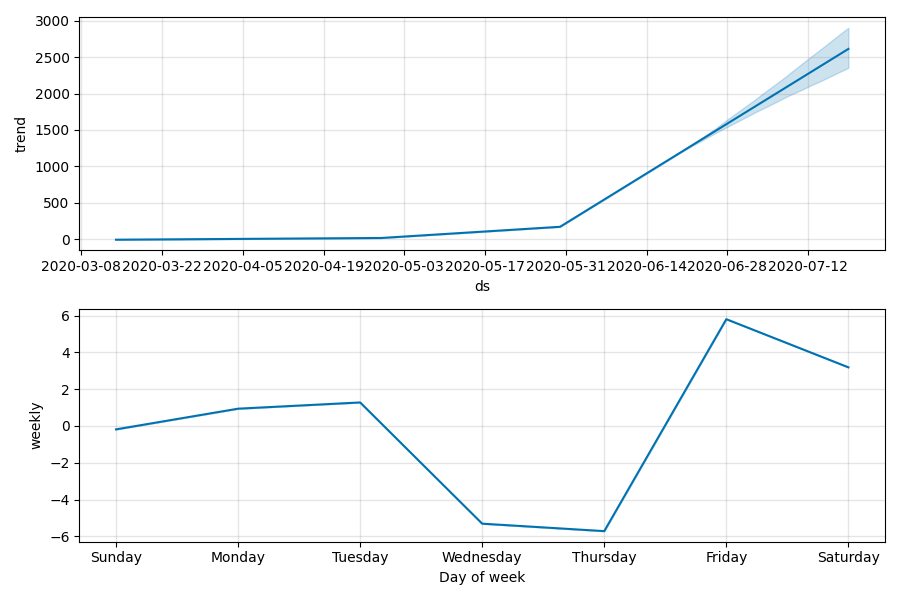 3000
2500
2000
1500
1000
500
0
trend
2020-03-08 2020-03-22 2020-04-05 2020-04-19 2020-05-03 2020-05-17 2020-05-31 2020-06-14 2020-06-28 2020-07-12
ds
6
4
2
0
−2
−4
−6
weekly
Sunday Monday Tuesday Wednesday Thursday Friday Saturday
Day of week